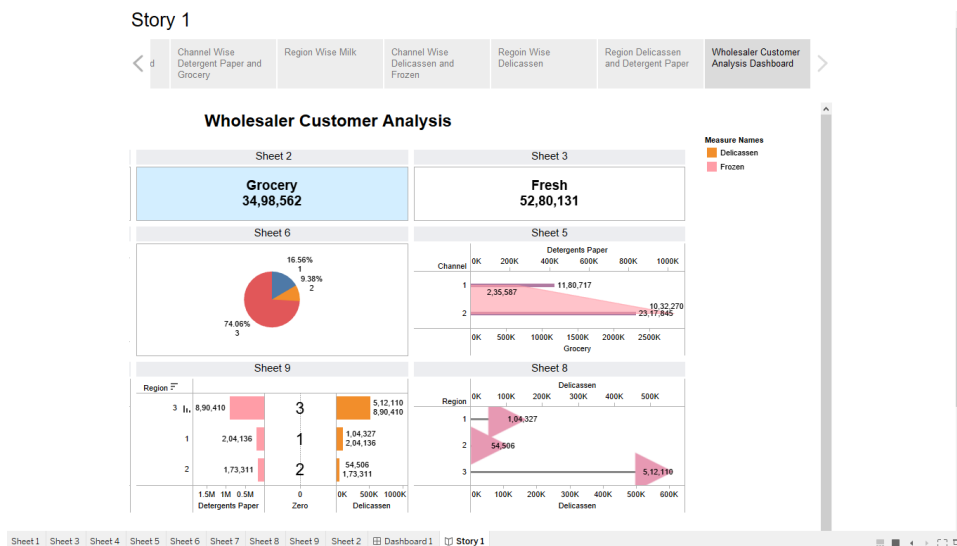 Story 1
d
Channel Wise
Detergent Paper and
Grocery
Region Wise Milk
Channel Wise
Delicassen and
Frozen
Regoin Wise
Delicassen
Region Delicassen
and Detergent Paper
Wholesaler Customer
Analysis Dashboard
Wholesaler Customer Analysis
Measure Names
Delicassen
Frozen
Sheet 2
Grocery
34,98,562
Sheet 3
Fresh
52,80,131
Sheet 6
16.56%
1
9.38%
2
74.06%
3
Sheet 5
Detergents Paper
Channel 0K 200K 400K 600K 800K 1000K
1 2,35,587 11,80,717
2 10,32,270
23,17,845
0K 500K 1000K 1500K 2000K 2500K
Grocery
Sheet 9
Region
3 8,90,410 3 5,12,110
8,90,410
1 2,04,136 1 1,04,327
2,04,136
2 1,73,311 2 54,506
1,73,311
1.5M 1M 0.5M 0 0K 500K 1000K
Detergents Paper Zero Delicassen
Sheet 8
Delicassen
Region 0K 100K 200K 300K 400K 500K
1 1,04,327
2 54,506
3 5,12,110
0K 100K 200K 300K 400K 500K 600K
Delicassen
Sheet 1 Sheet 3 Sheet 4 Sheet 5 Sheet 6 Sheet 7 Sheet 8 Sheet 9 Sheet 2 Dashboard 1 Story 1